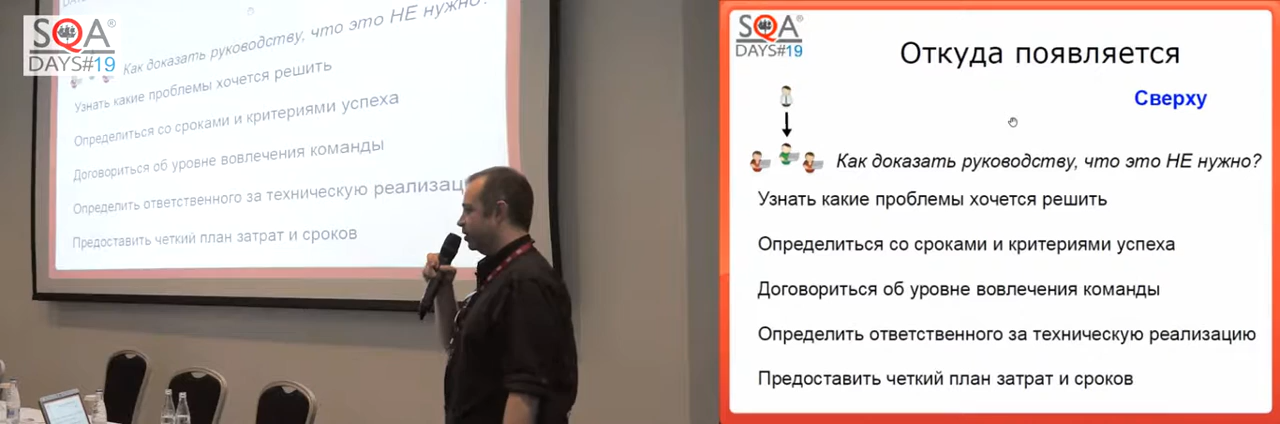 SQA®
DAYS#19
Как доказать руководству, что это НЕ нужно?
Узнать какие проблемы хочется решить
Определиться со сроками и критериями успеха
Договориться об уровне вовлечения команды
Определить ответственного за техническую реализац
Предоставить четкий план затрат и сроков
SQA®
DAYS#19
Откуда появляется
Сверху
Как доказать руководству, что это НЕ нужно?
Узнать какие проблемы хочется решить
Определиться со сроками и критериями успеха
Договориться об уровне вовлечения команды
Определить ответственного за техническую реализацию
Предоставить четкий план затрат и сроков